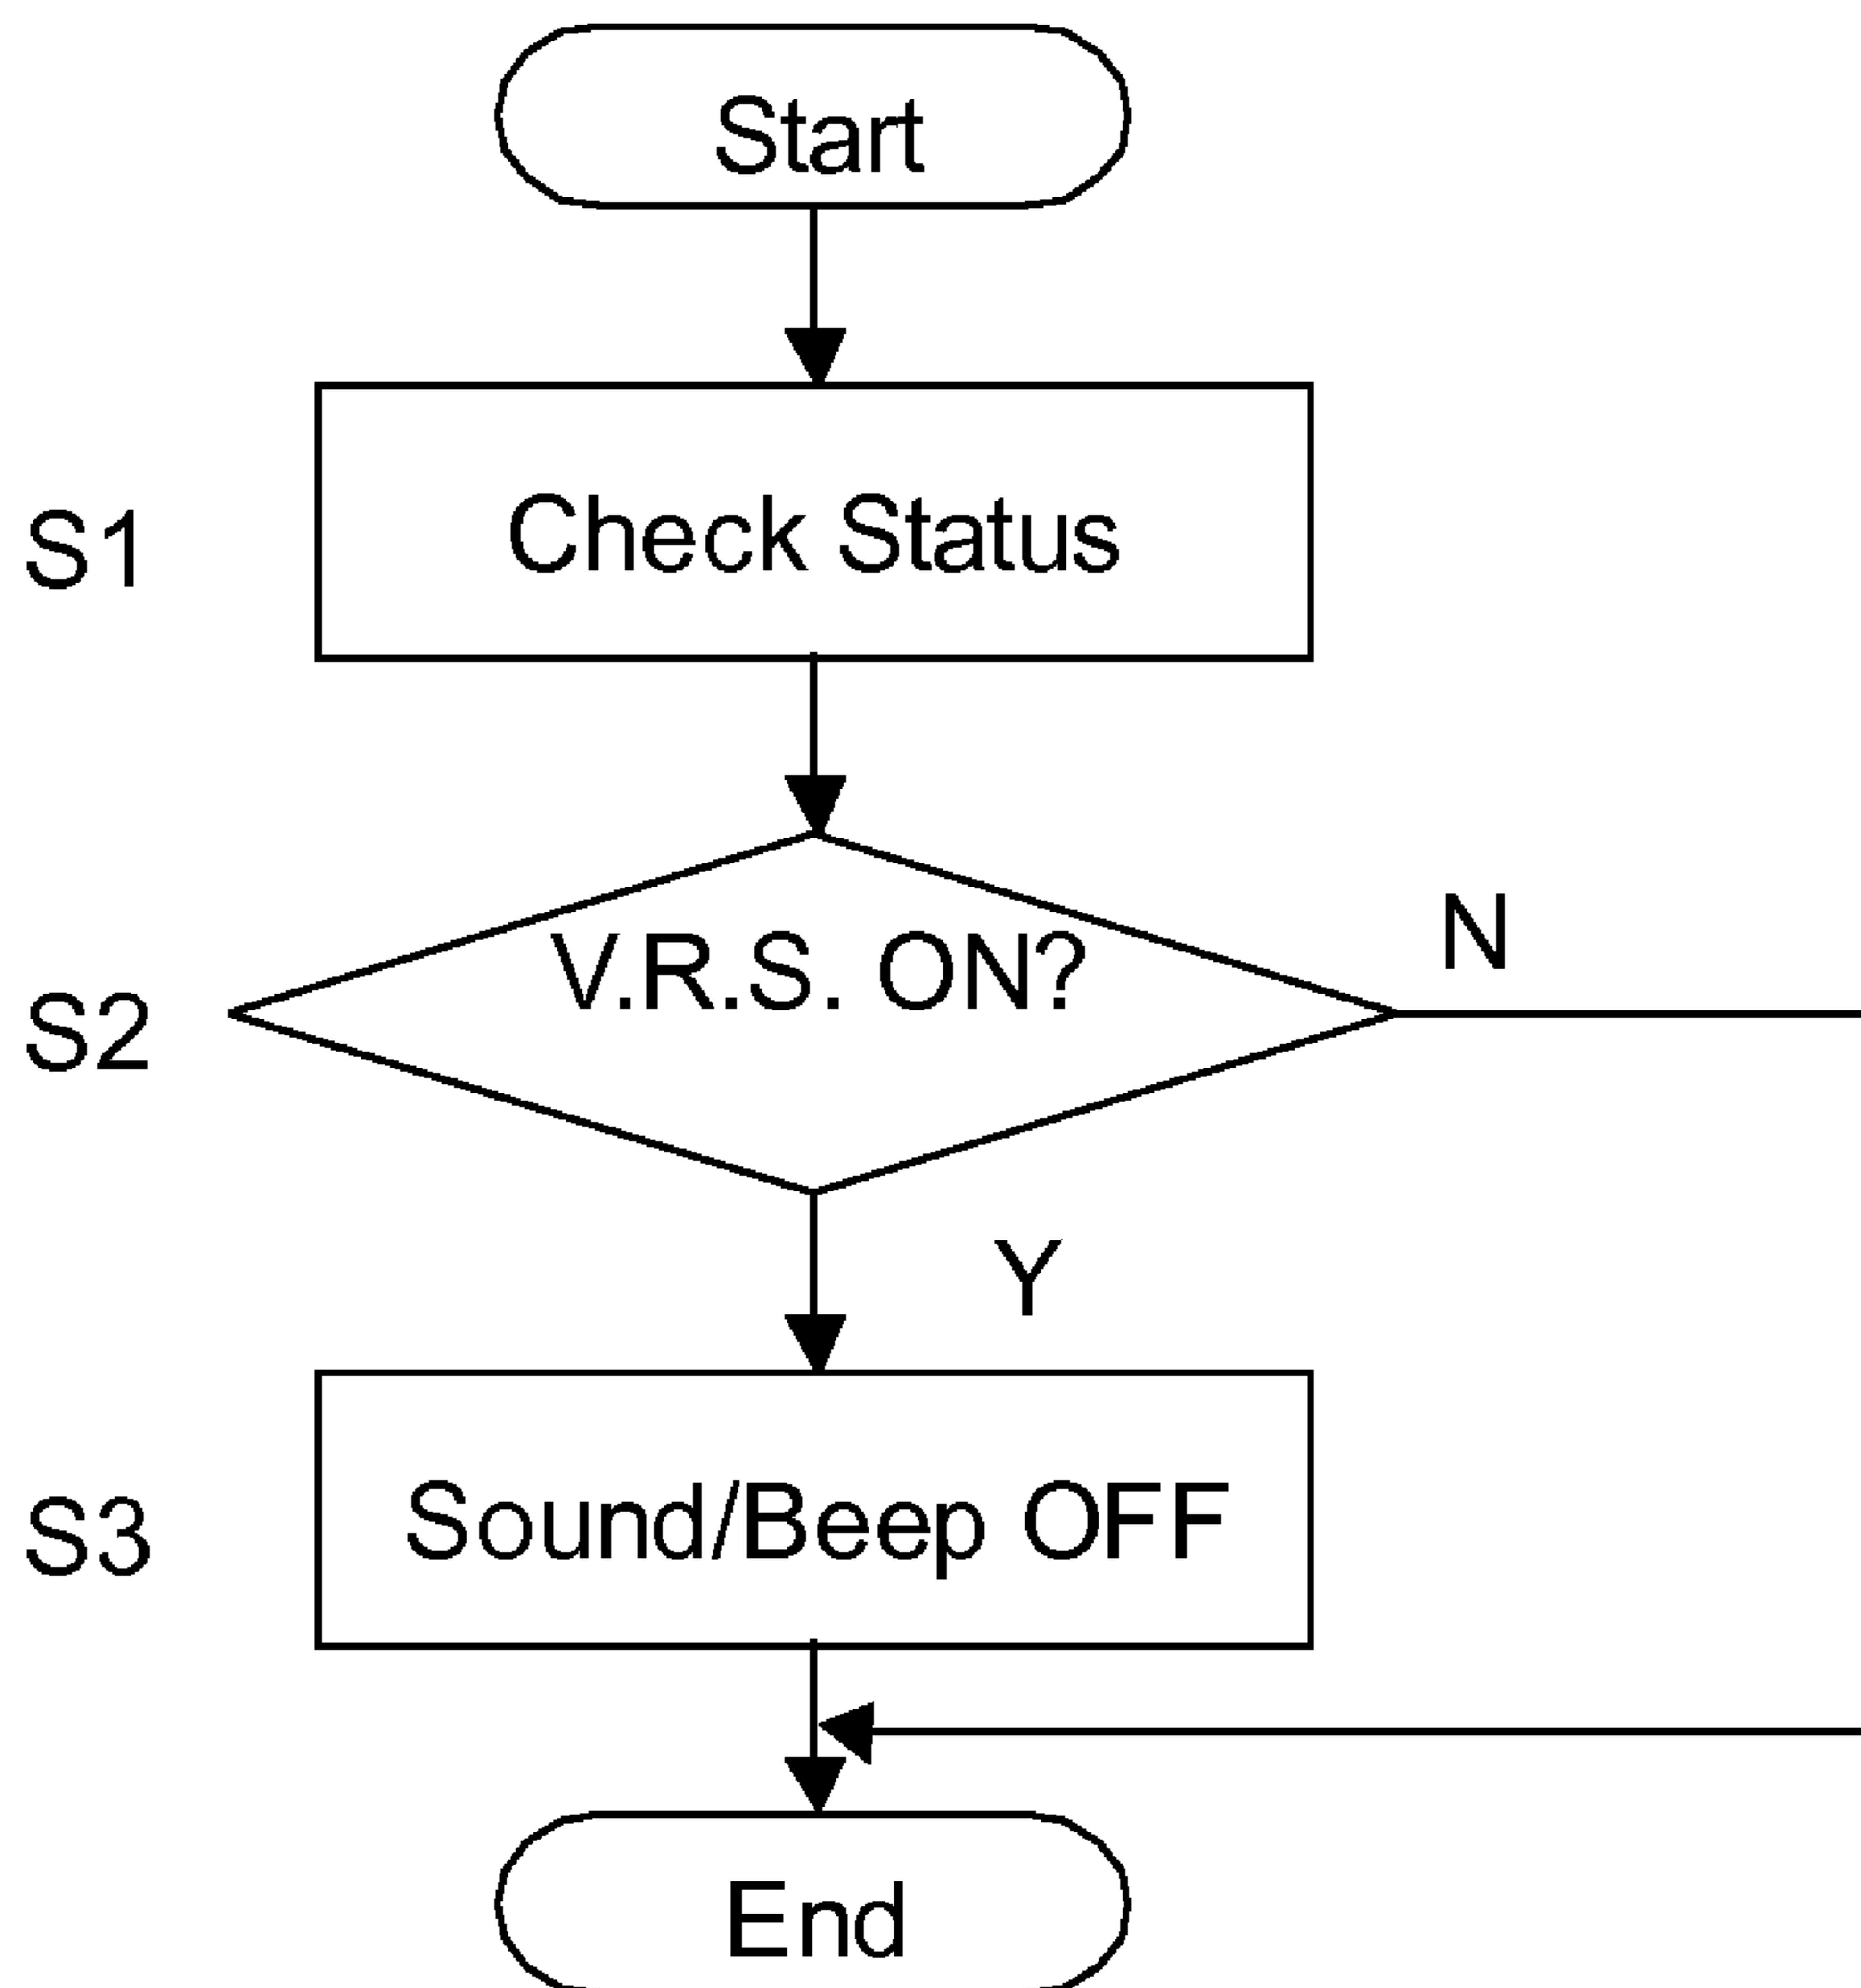 Start
S1
Check Status
V.R.S. ON?
N
S2
Y
S3
Sound/Beep OFF
End